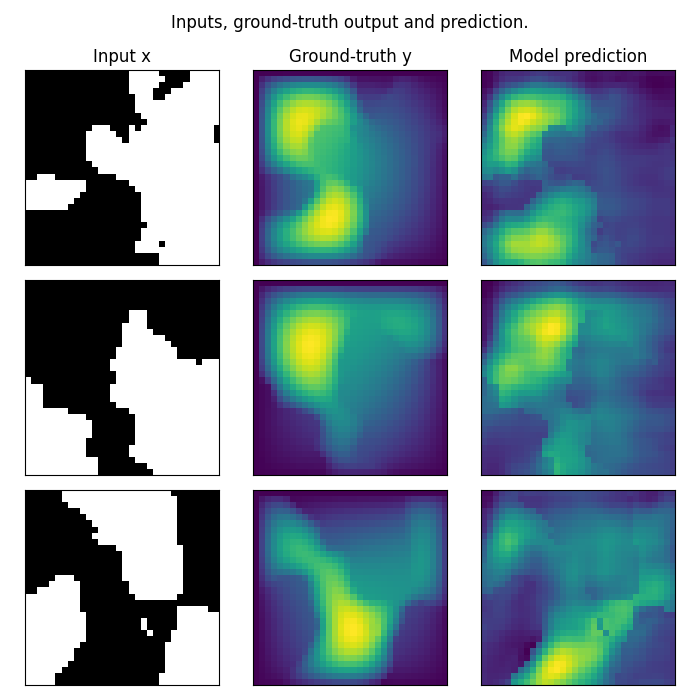 Inputs, ground-truth output and prediction.
Input x
Ground-truth y
Model prediction